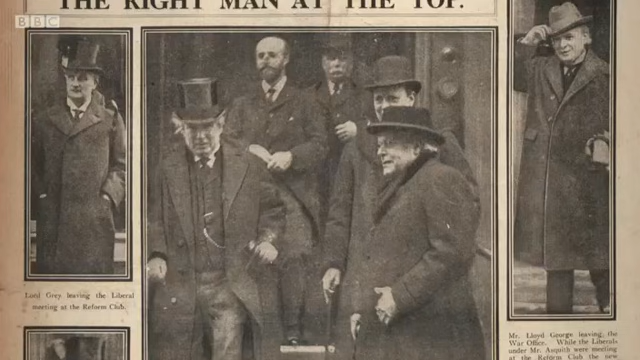 THE RIGHT MAN AT THE TOP.
BBC
Lord Grey leaving the Liberal
meeting at the Reform Club.
Mr. Lloyd George leaving the
War Office. While the Liberals
under Mr. Asquith were meeting
at the Reform Club the new